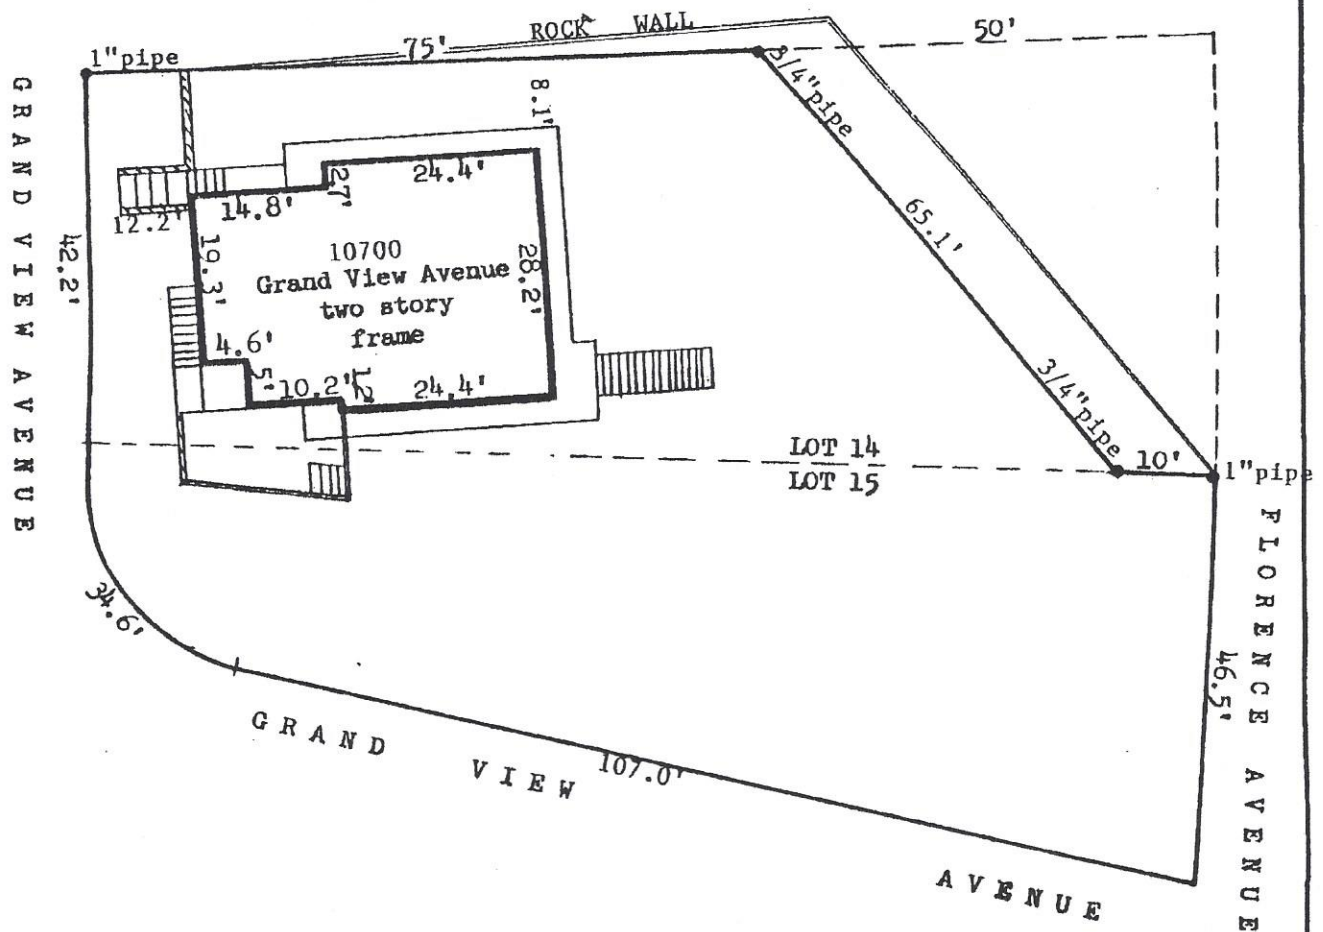 ROCK WALL
50'
75'
1"pipe
3/4"pipe
8.1'
24.4'
27'
14.8'
12.2'
GRAND VIEW AVENUE
42.2'
19.3'
10700
Grand View Avenue
two story
frame
28.2'
65.1'
4.6'
5'
10.2'
12'
24.4'
3/4"pipe
LOT 14
LOT 15
10'
1"pipe
FLORENCE AVENUE
34.6'
46.5'
GRAND VIEW AVENUE
107.0'